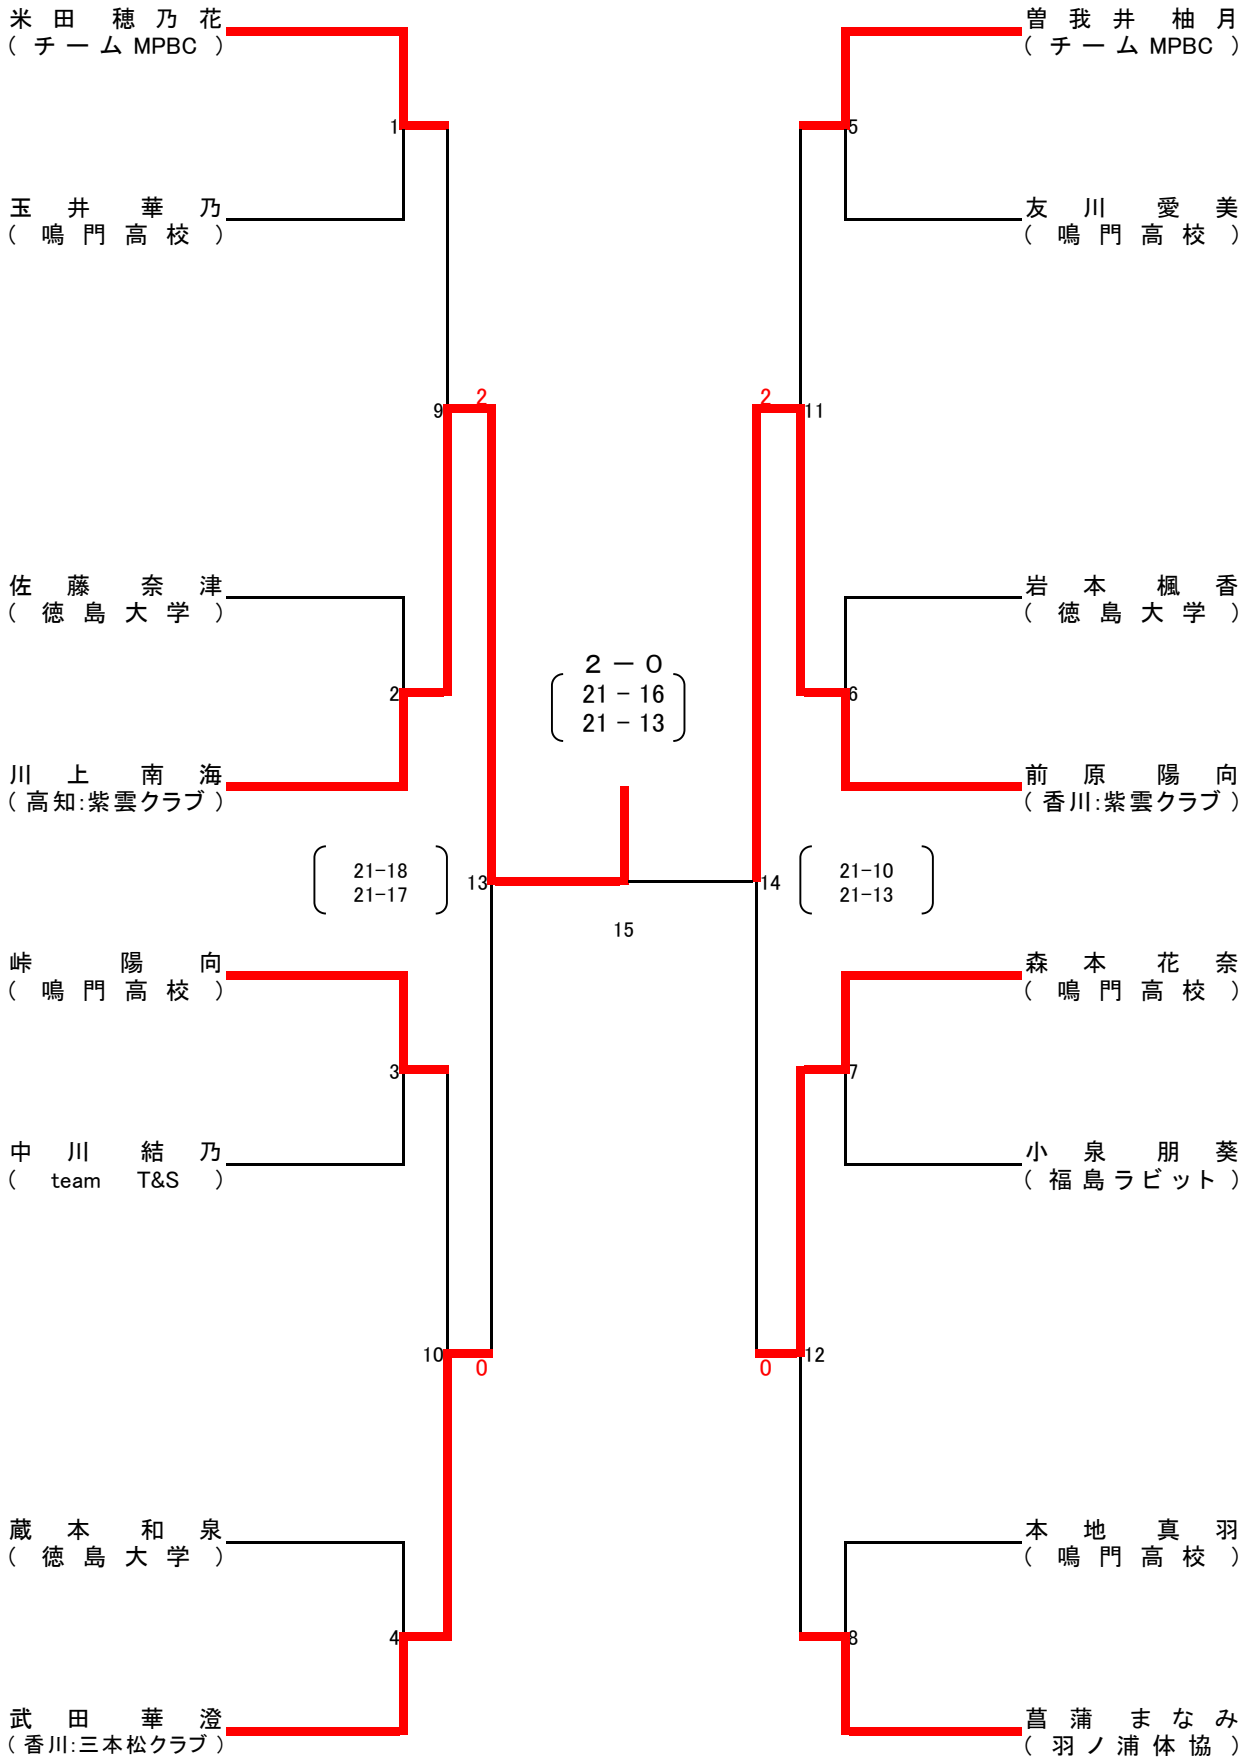 米田 穂乃花
(チームMPBC)
玉井 華乃
(鳴門高校)
佐藤 奈津
(徳島大学)
川上 南海
(高知:紫雲クラブ)
峠 陽向
(鳴門高校)
中川 結乃
(team T&S)
蔵本 和泉
(徳島大学)
武田 華澄
(香川:三本松クラブ)
1
2
3
4
9
10
2
0
13
21-18
21-17
2-0
21-16
21-13
15
14
21-10
21-13
2
0
11
12
5
6
7
8
曽我井 柚月
(チームMPBC)
友川 愛美
(鳴門高校)
岩本 楓香
(徳島大学)
前原 陽向
(香川:紫雲クラブ)
森本 花奈
(鳴門高校)
小泉 朋葵
(福島ラビット)
本地 真羽
(鳴門高校)
菖蒲 まなみ
(羽ノ浦体協)